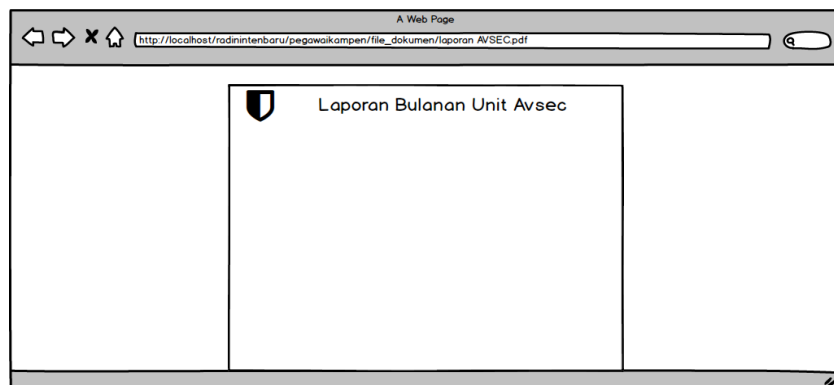 A Web Page
http://localhost/radinintenbaru/pegawaikampen/file_dokumen/laporan AVSEC.pdf
Laporan Bulanan Unit Avsec